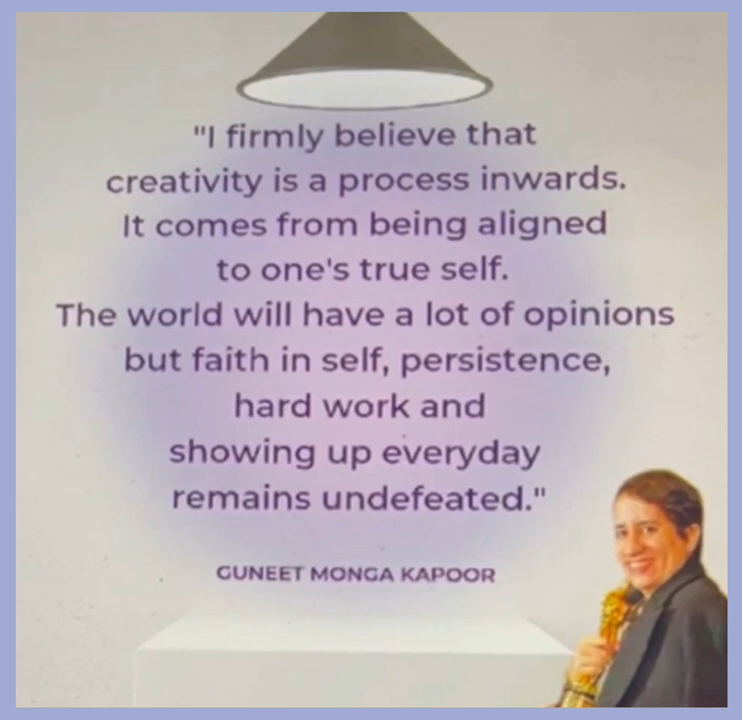 "I firmly believe that
creativity is a process inwards.
It comes from being aligned
to one's true self.
The world will have a lot of opinions
but faith in self, persistence,
hard work and
showing up everyday
remains undefeated."
GUNEET MONGA KAPOOR